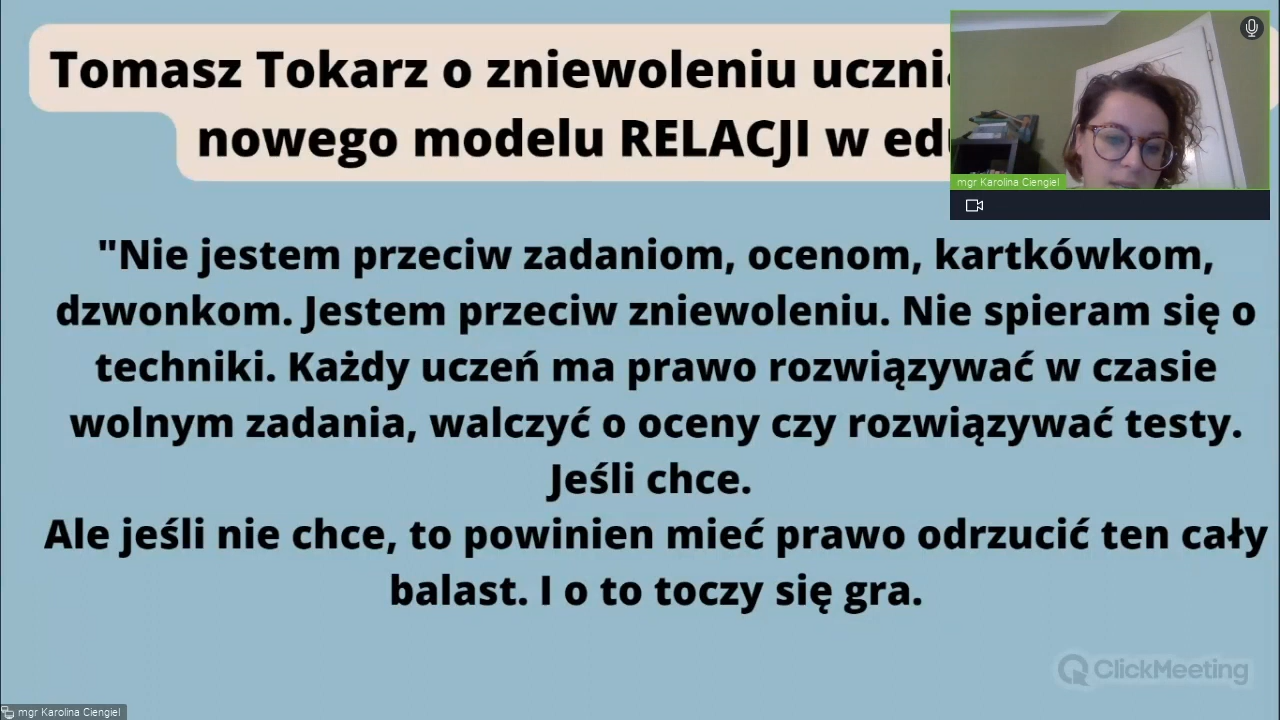 Tomasz Tokarz o zniewoleniu
nowego modelu RELACJI w
mgr Karolina Ciengiel
"Nie jestem przeciw zadaniom, ocenom, kartkówkom,
dzwonkom. Jestem przeciw zniewoleniu. Nie spieram się o
techniki. Każdy uczeń ma prawo rozwiązywać w czasie
wolnym zadania, walczyć o oceny czy rozwiązywać testy.
Jeśli chce.
Ale jeśli nie chce, to powinien mieć prawo odrzucić ten cały
balast. I o to toczy się gra.
ClickMeeting
mgr Karolina Ciengiel